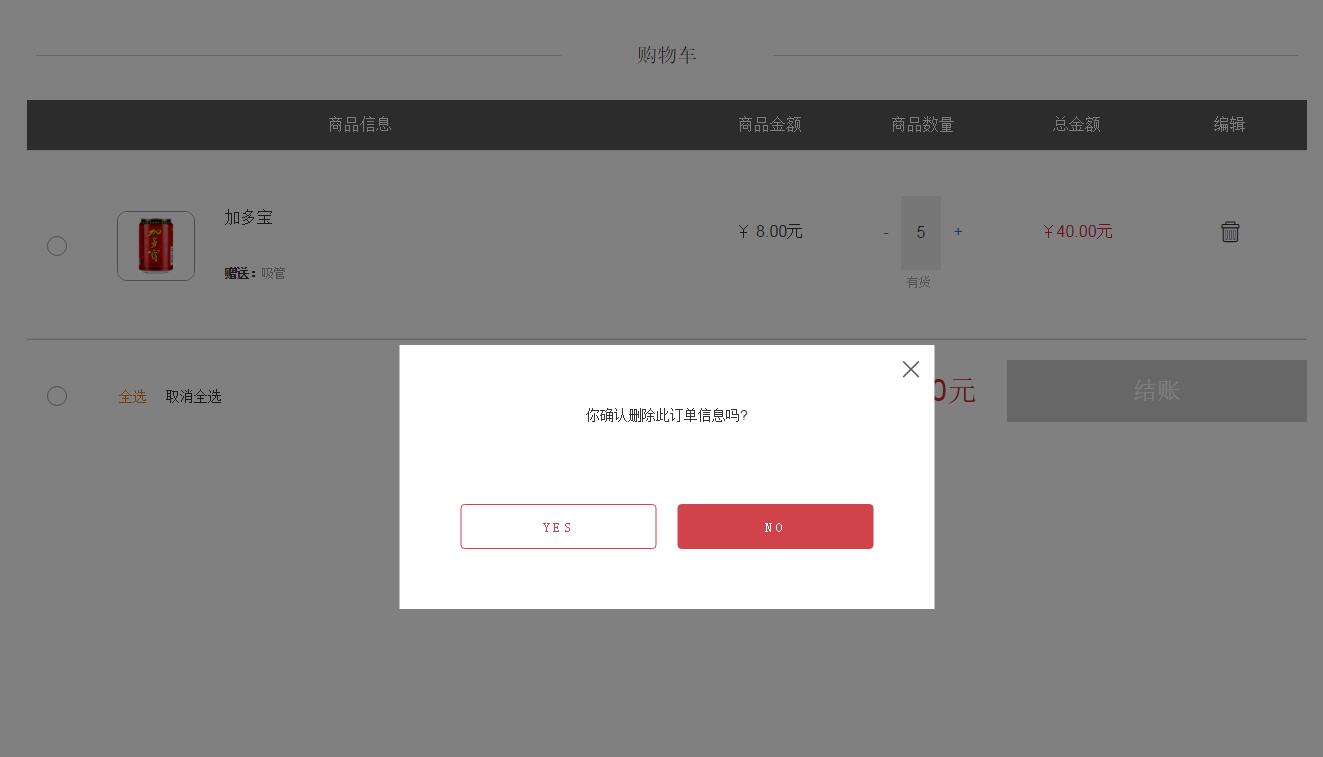 购物车
商品信息 商品金额 商品数量 总金额 编辑
加多宝
加多宝
赠送：吸管
￥ 8.00元
- 5 +
有货
￥40.00元
全选 取消全选
0元
结账
你确认删除此订单信息吗?
YES
NO